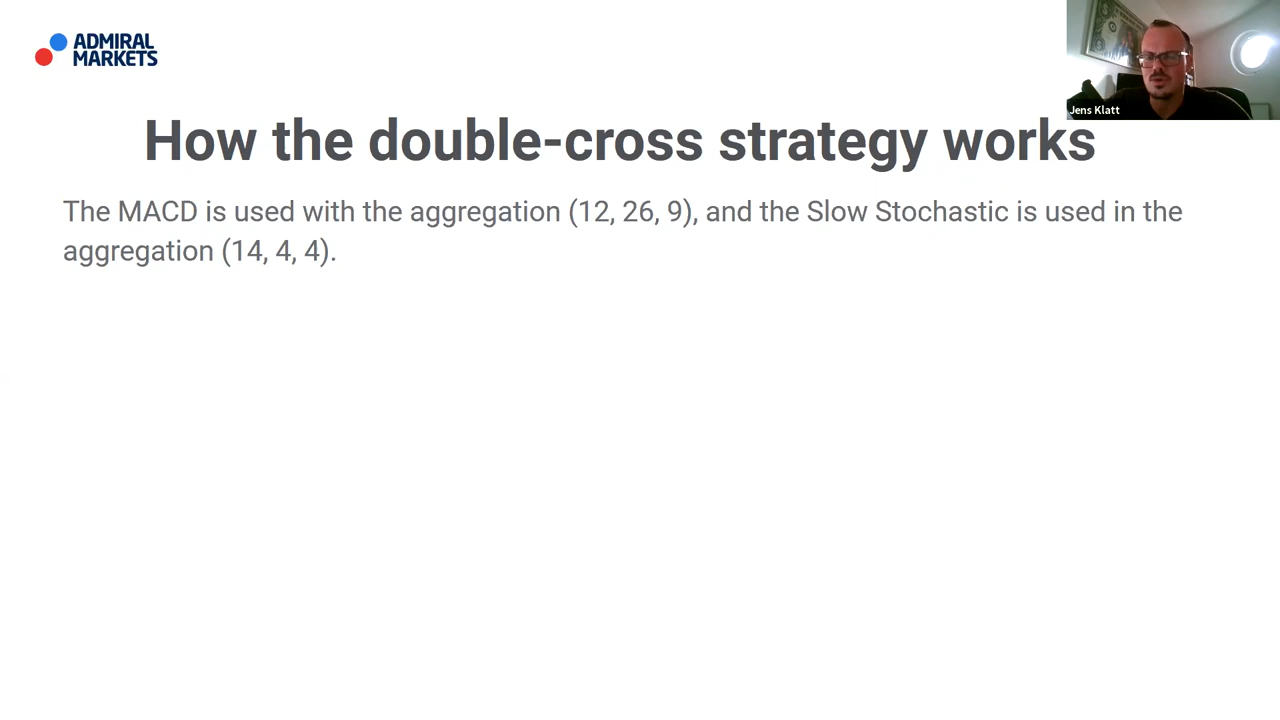 ADMIRAL
MARKETS
Jens Klatt
How the double-cross strategy works
The MACD is used with the aggregation (12, 26, 9), and the Slow Stochastic is used in the
aggregation (14, 4, 4).